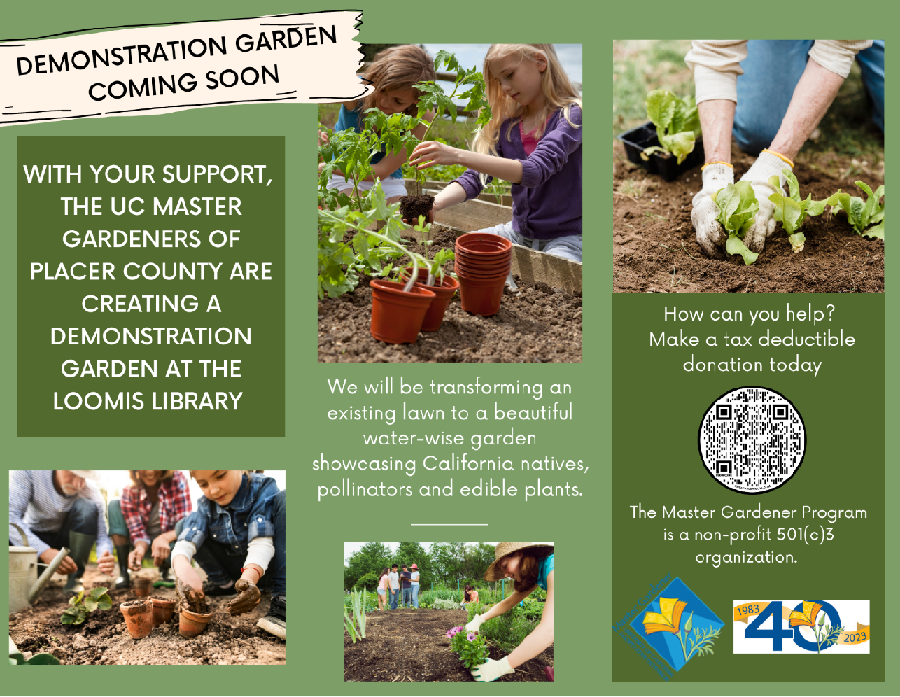 DEMONSTRATION GARDEN
COMING SOON
WITH YOUR SUPPORT,
THE UC MASTER
GARDENERS OF
PLACER COUNTY ARE
CREATING A
DEMONSTRATION
GARDEN AT THE
LOOMIS LIBRARY
We will be transforming an
existing lawn to a beautiful
water-wise garden
showcasing California natives,
pollinators and edible plants.
How can you help?
Make a tax deductible
donation today
The Master Gardener Program
is a non-profit 501(c)3
organization.
1983
40
2023